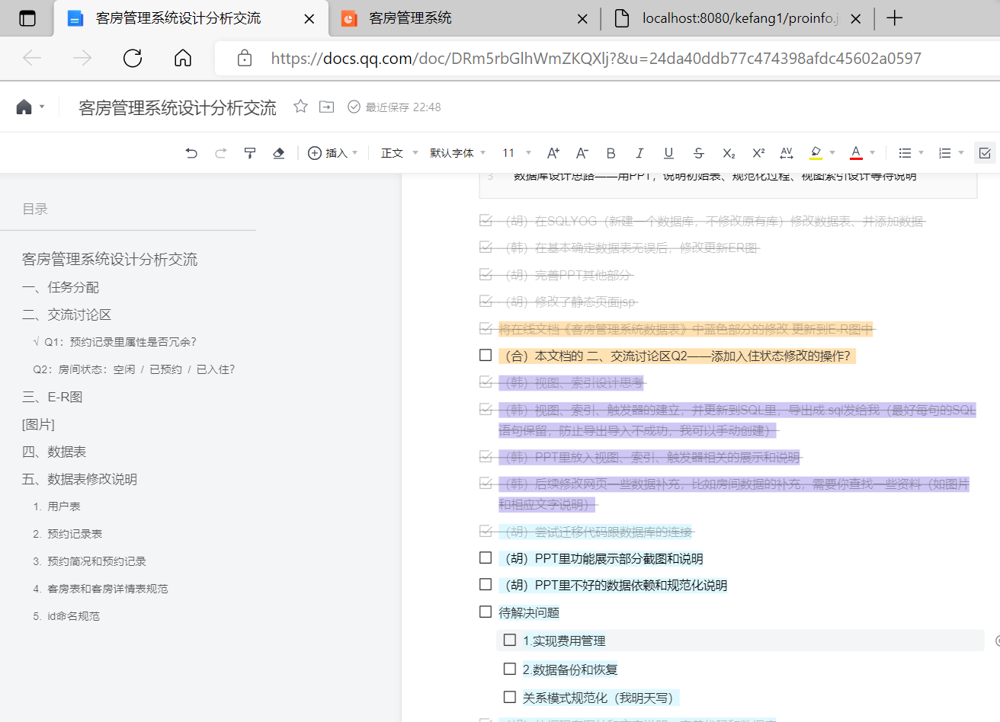 客房管理系统设计分析交流
客房管理系统
localhost:8080/kefang1/proinfo.j
https://docs.qq.com/doc/DRm5rbGlhWmZKQXlj?&u=24da40ddb77c474398afdc45602a0597
客房管理系统设计分析交流
最近保存 22:48
插入 正文 默认字体 11 A+ A- B I U S X₂ X² AV A
目录
客房管理系统设计分析交流
一、任务分配
二、交流讨论区
√ Q1：预约记录里属性是否冗余？
Q2：房间状态：空闲 / 已预约 / 已入住？
三、E-R图
[图片]
四、数据表
五、数据表修改说明
1. 用户表
2. 预约记录表
3. 预约简况和预约记录
4. 客房表和客房详情表规范
5. id命名规范
3 数据库设计思路——用PPT，说明初始表、规范化过程、视图索引设计等待说明
（胡）在SQLYOG（新建一个数据库，不修改原有库）修改数据表、并添加数据
（韩）在基本确定数据表无误后，修改更新ER图
（胡）完善PPT其他部分
（胡）修改了静态页面jsp
将在线文档《客房管理系统数据表》中蓝色部分的修改 更新到E-R图中
（合）本文档的 二、交流讨论区Q2——添加入住状态修改的操作？
（韩）视图、索引设计思考
（韩）视图、索引、触发器的建立，并更新到SQL里，导出成.sql发给我（最好每句的SQL
语句保留，防止导出导入不成功，我可以手动创建）
（韩）PPT里放入视图、索引、触发器相关的展示和说明
（韩）后续修改网页一些数据补充，比如房间数据的补充，需要你查找一些资料（如图片
和相应文字说明）
（胡）尝试迁移代码跟数据库的连接
（胡）PPT里功能展示部分截图和说明
（胡）PPT里不好的数据依赖和规范化说明
待解决问题
1.实现费用管理
2.数据备份和恢复
关系模式规范化（我明天写）